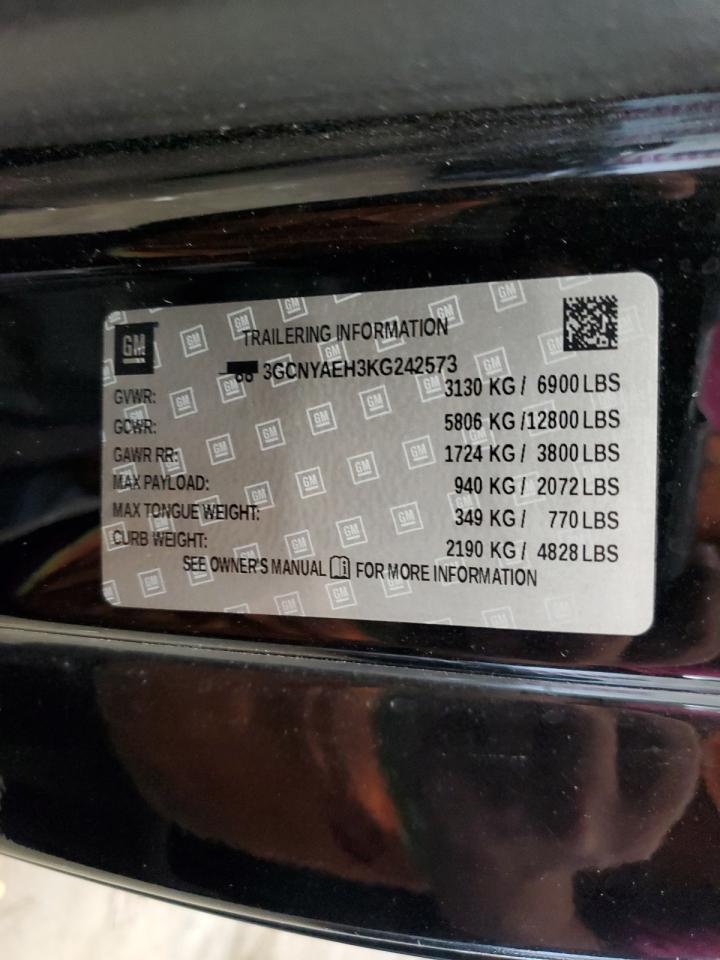 GM
TRAILERING INFORMATION
3GCNYAEH3KG242573
GVWR: 3130 KG / 6900 LBS
GCWR: 5806 KG / 12800 LBS
GAWR RR: 1724 KG / 3800 LBS
MAX PAYLOAD: 940 KG / 2072 LBS
MAX TONGUE WEIGHT: 349 KG / 770 LBS
CURB WEIGHT: 2190 KG / 4828 LBS
SEE OWNER'S MANUAL FOR MORE INFORMATION